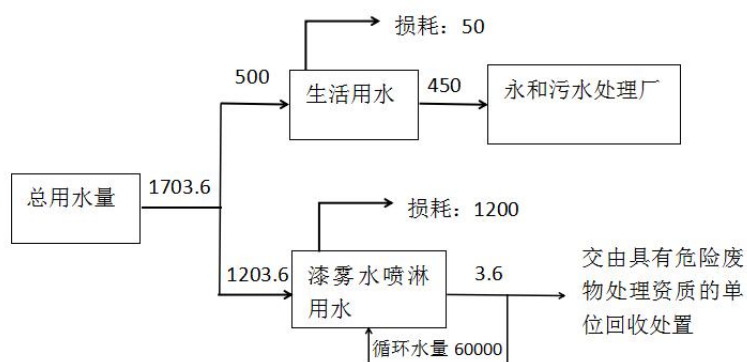 损耗：50
500
生活用水
450
永和污水处理厂
总用水量
1703.6
损耗：1200
1203.6
漆雾水喷淋
用水
3.6
交由具有危险废
物处理资质的单
位回收处置
循环水量 60000